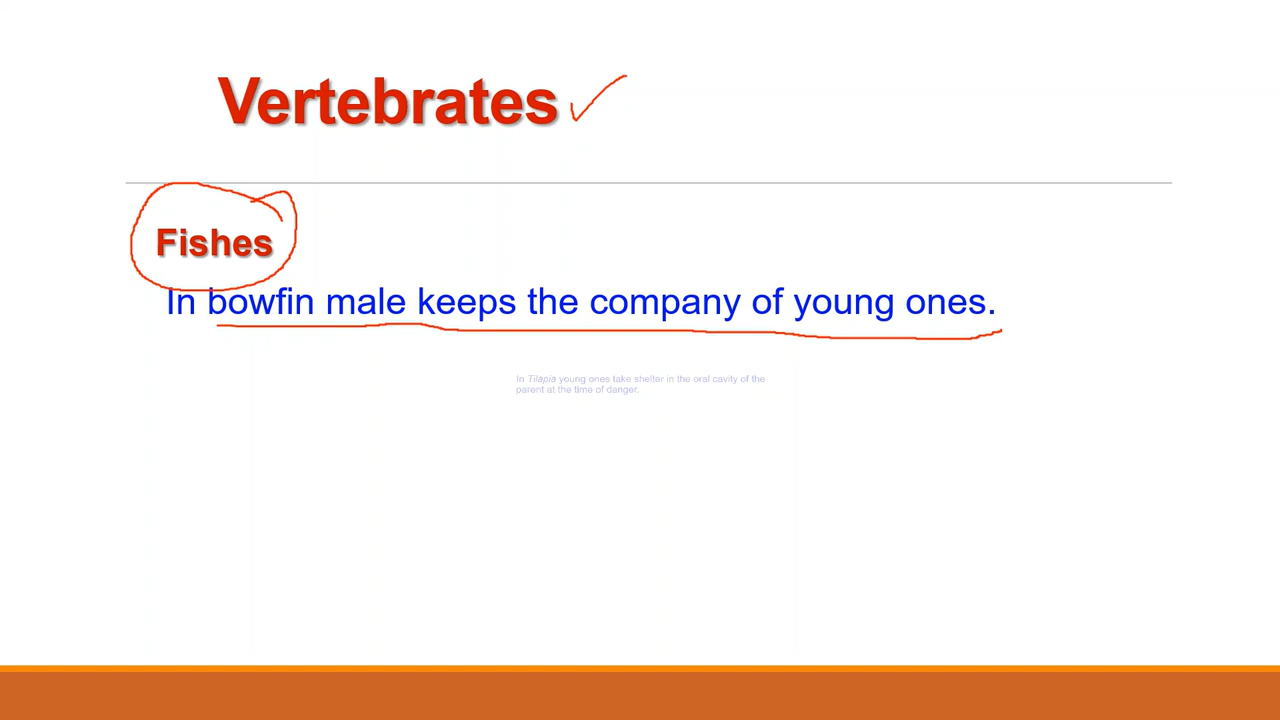 Vertebrates
Fishes
In bowfin male keeps the company of young ones.
In Tilapia young ones take shelter in the oral cavity of the
parent at the time of danger.